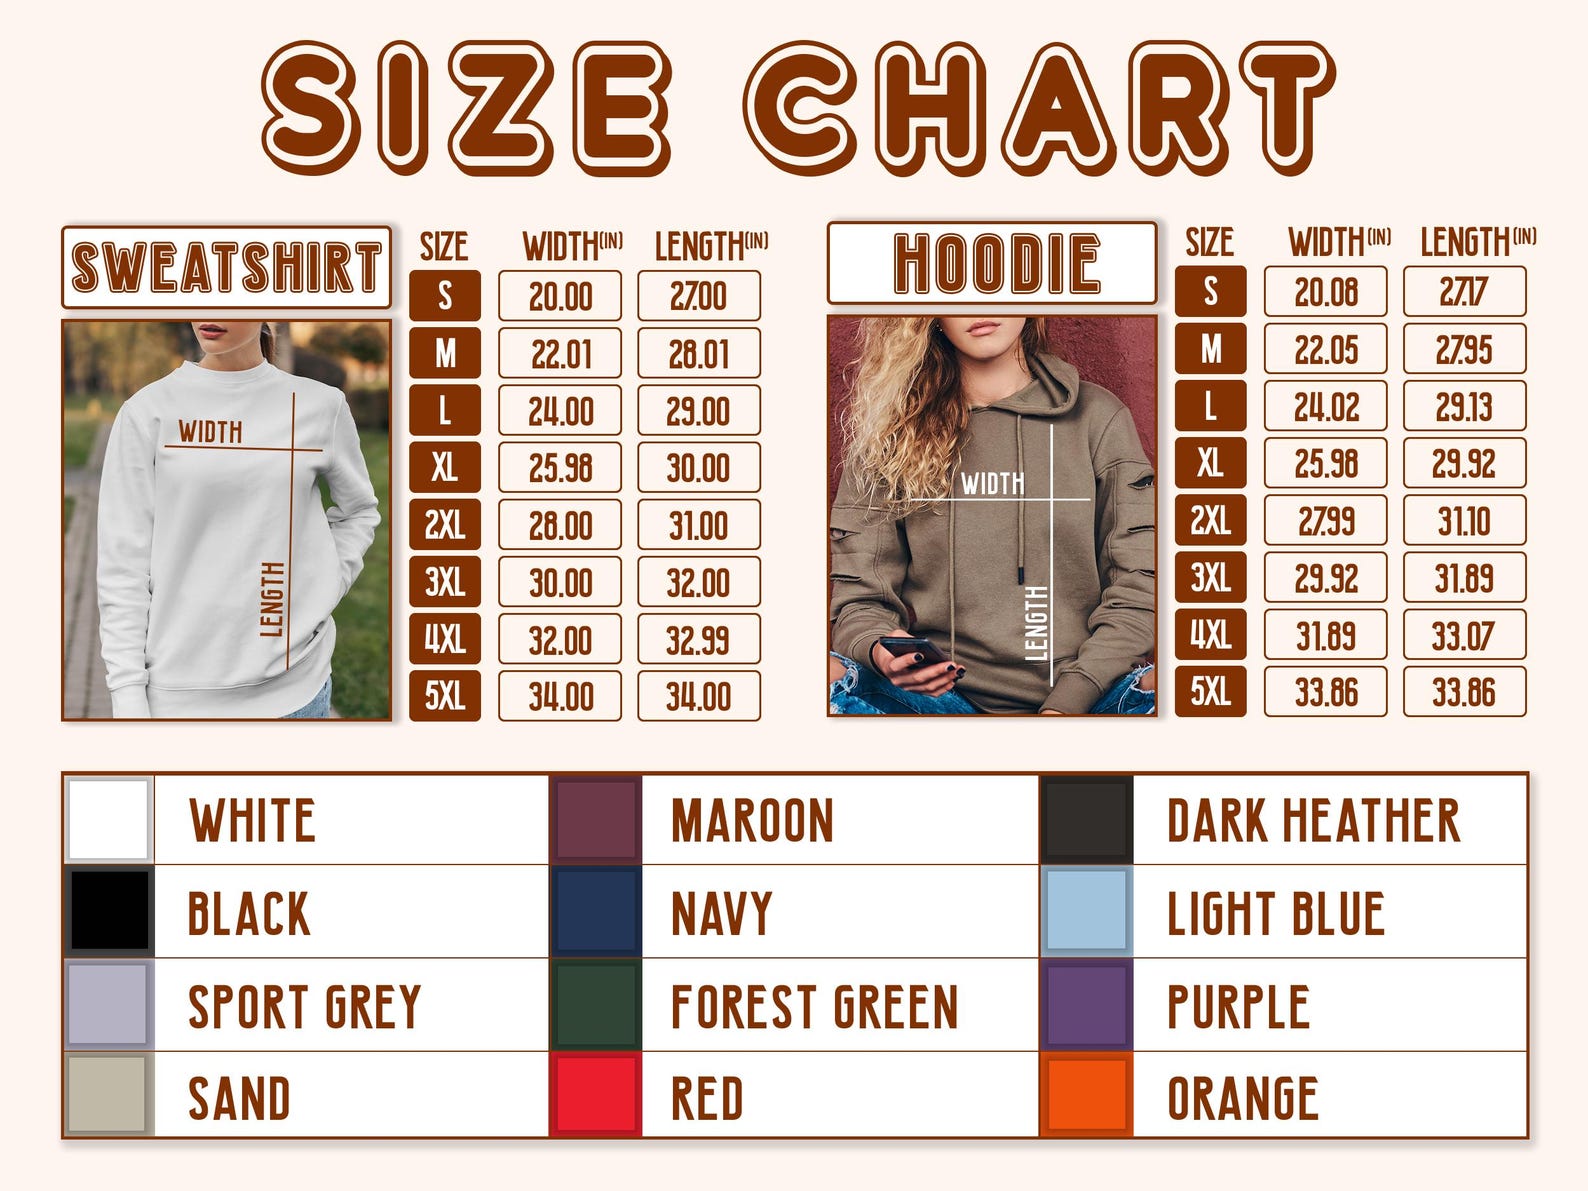 SIZE CHART
SWEATSHIRT
SIZE WIDTH(IN) LENGTH(IN)
S 20.00 27.00
M 22.01 28.01
L 24.00 29.00
XL 25.98 30.00
2XL 28.00 31.00
3XL 30.00 32.00
4XL 32.00 32.99
5XL 34.00 34.00
WIDTH
LENGTH
HOODIE
SIZE WIDTH(IN) LENGTH(IN)
S 20.08 27.17
M 22.05 27.95
L 24.02 29.13
XL 25.98 29.92
2XL 27.99 31.10
3XL 29.92 31.89
4XL 31.89 33.07
5XL 33.86 33.86
WIDTH
LENGTH
WHITE MAROON DARK HEATHER
BLACK NAVY LIGHT BLUE
SPORT GREY FOREST GREEN PURPLE
SAND RED ORANGE